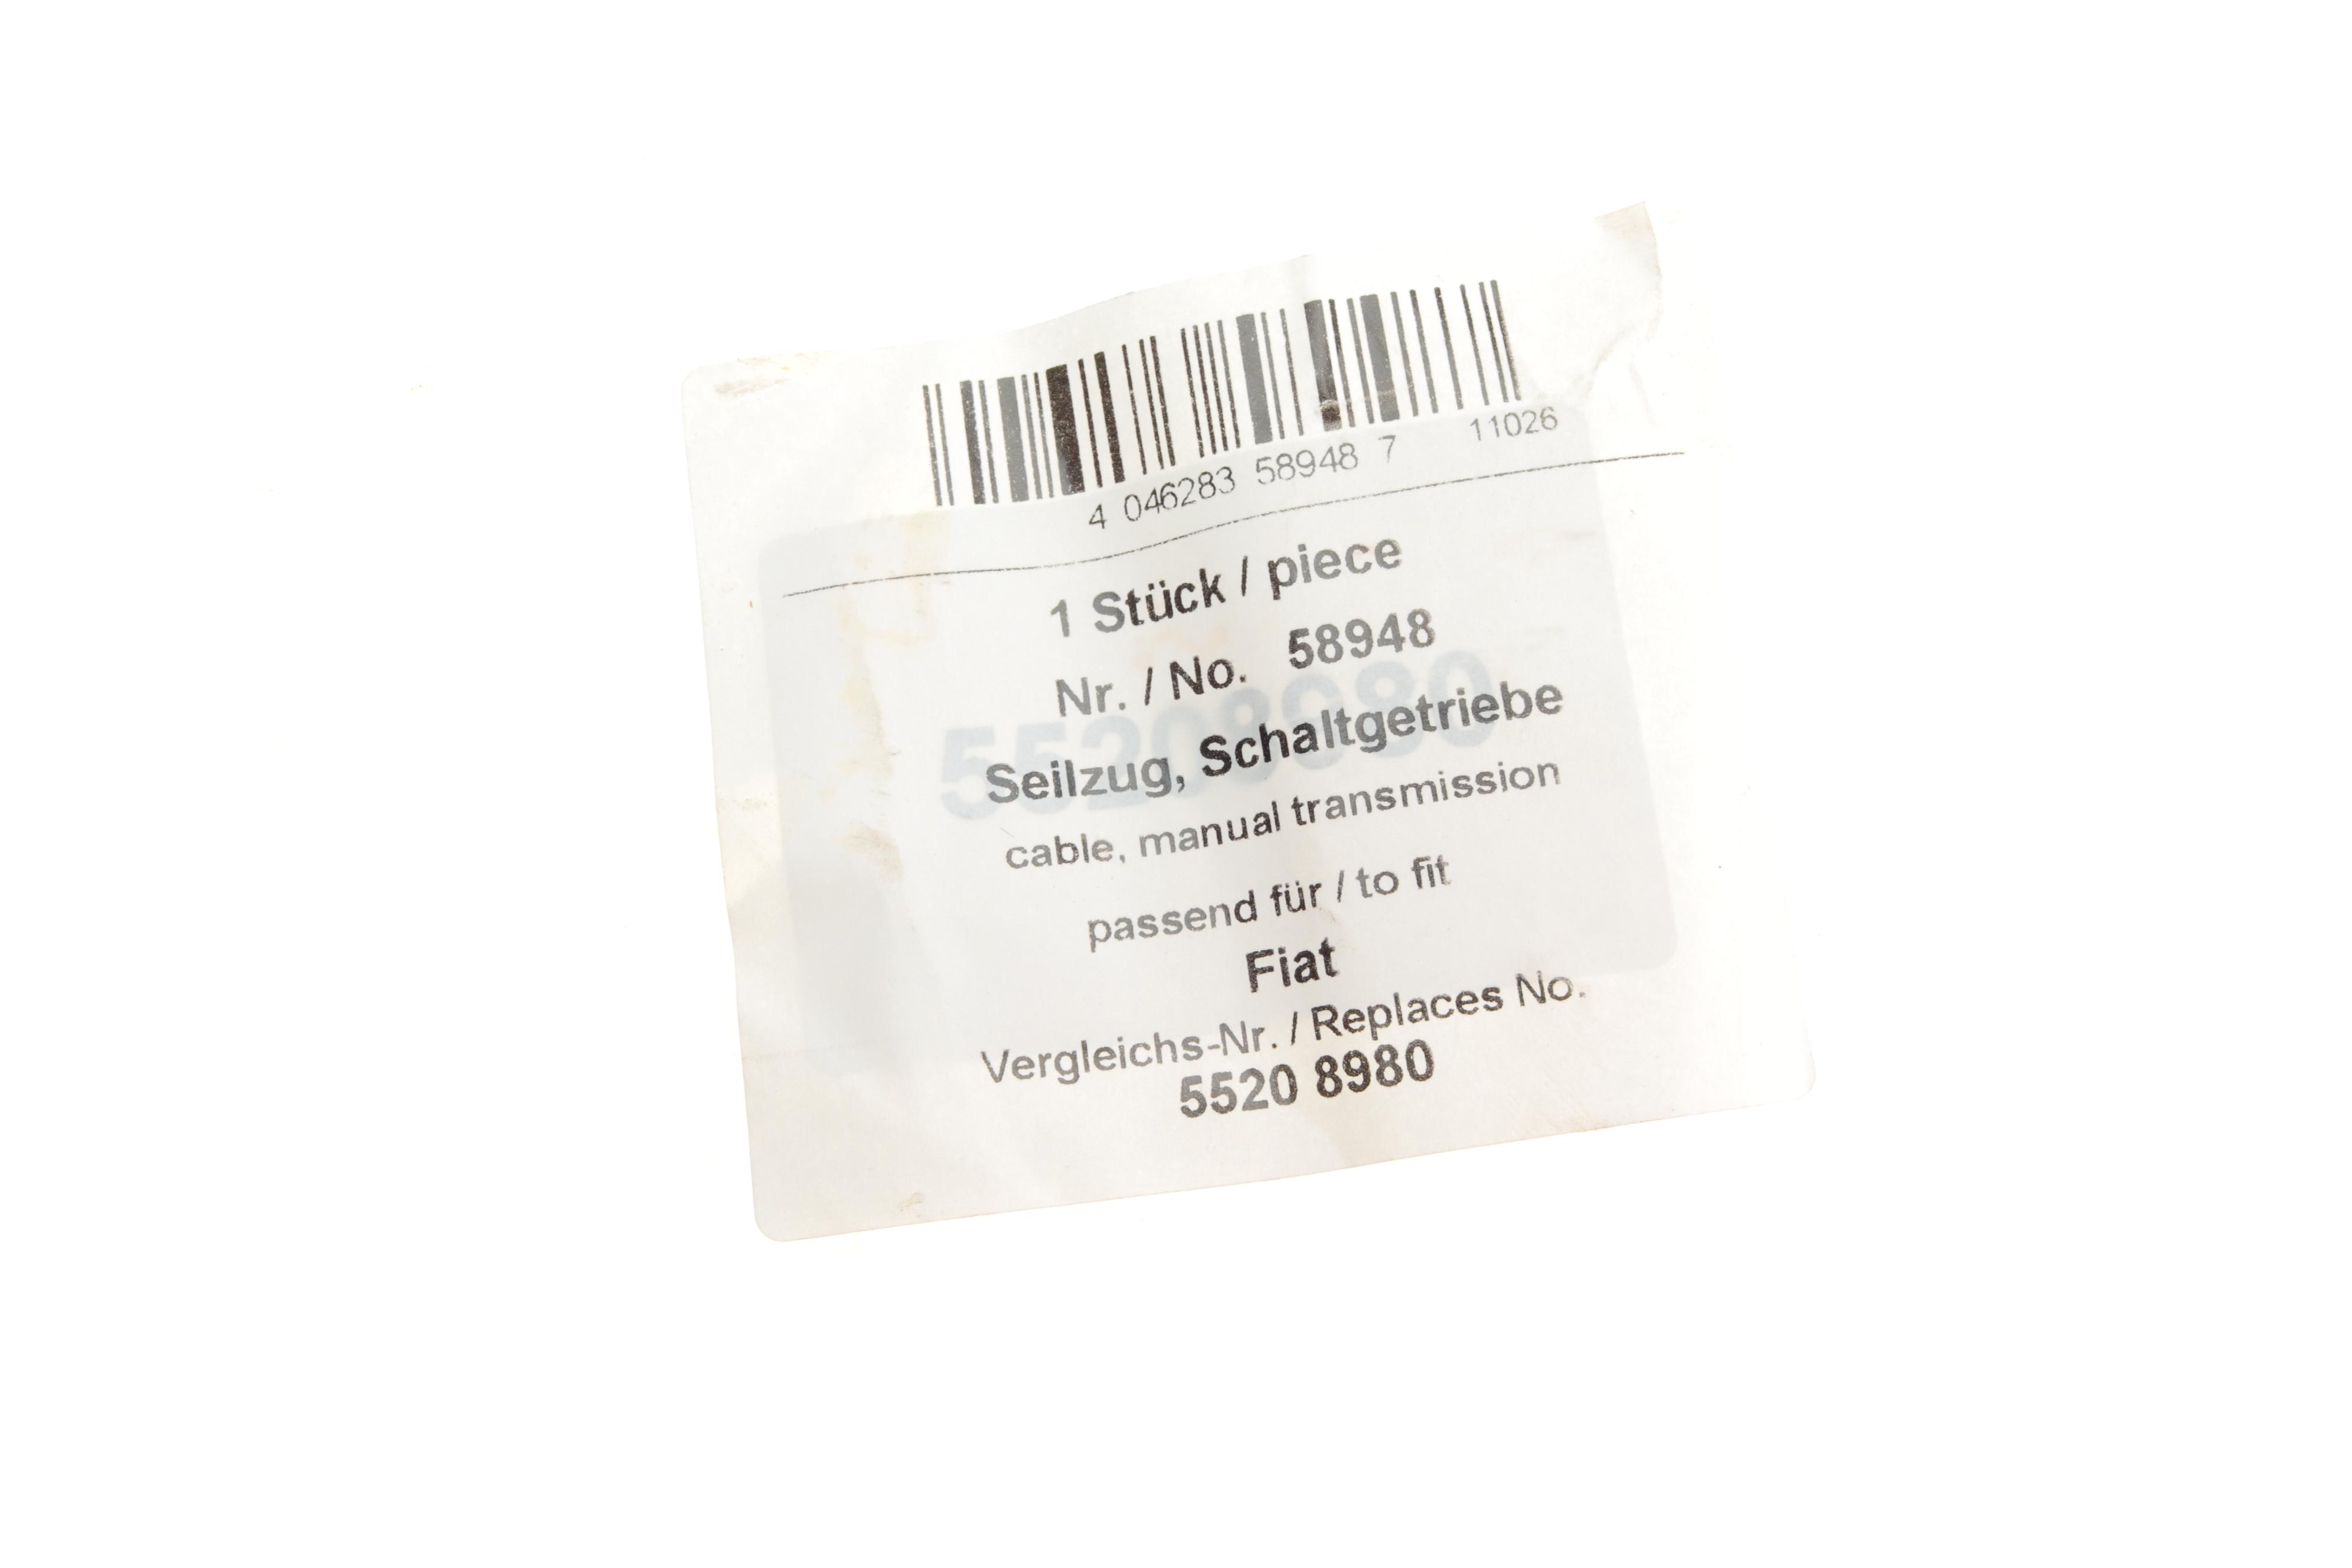 4 046283 58948 7 11026
1 Stück / piece
Nr. / No. 58948
55208980
Seilzug, Schaltgetriebe
cable, manual transmission
passend für / to fit
Fiat
Vergleichs-Nr. / Replaces No.
5520 8980